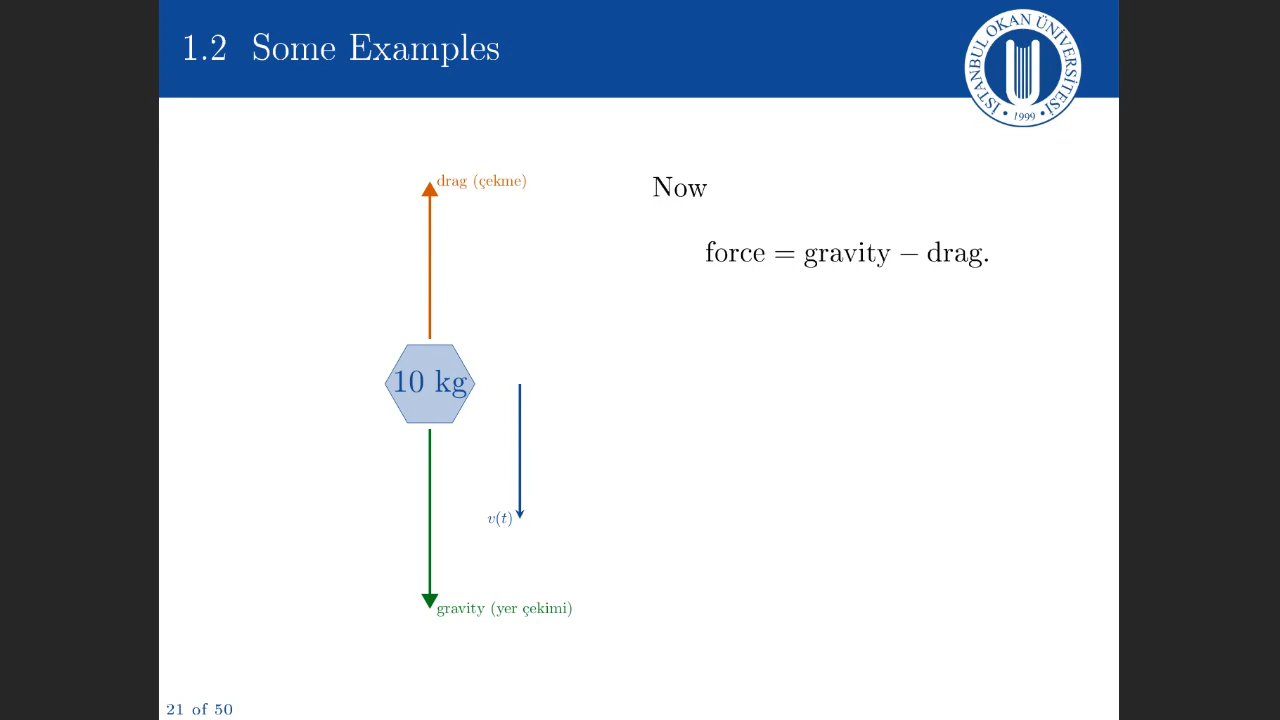 1.2 Some Examples
İSTANBUL OKAN ÜNİVERSİTESİ
• 1999 •
drag (çekme)
Now
force = gravity − drag.
10 kg
v(t)
gravity (yer çekimi)
21 of 50